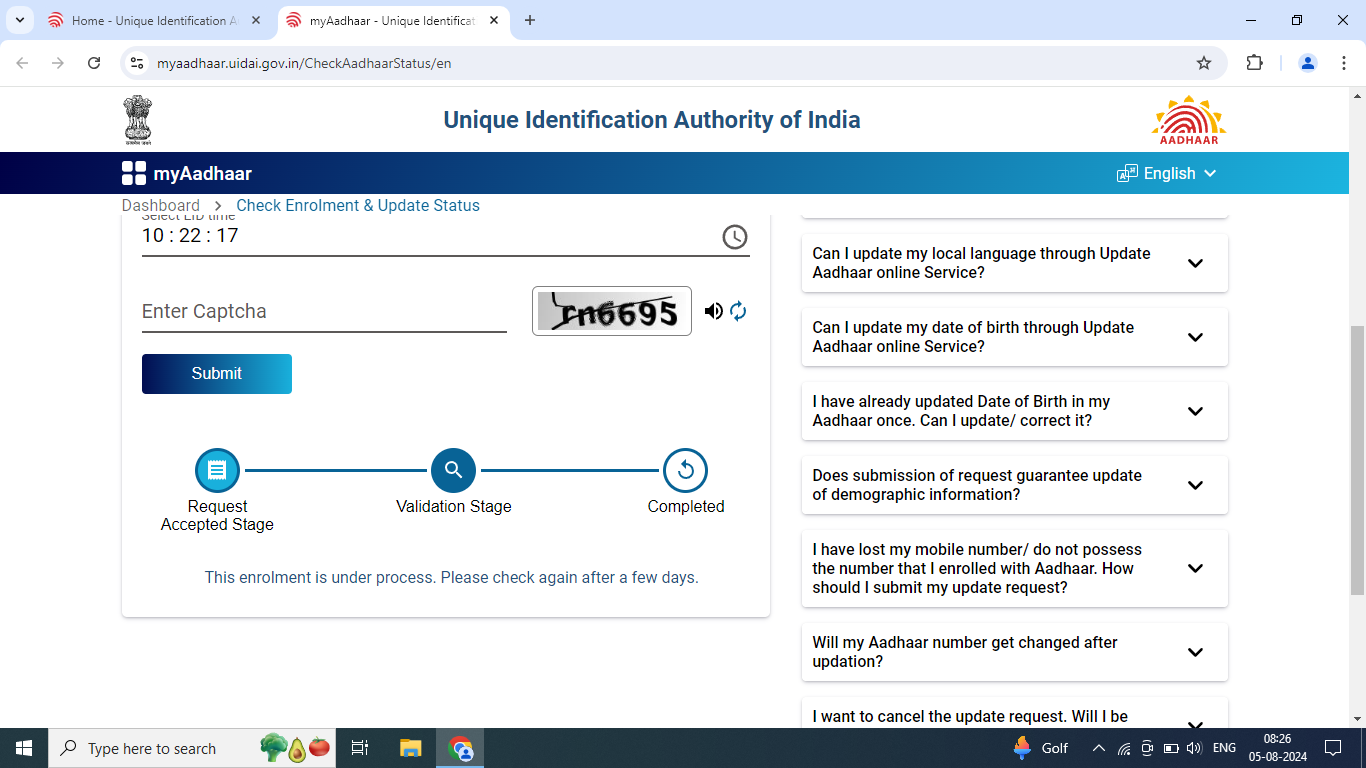 Home - Unique Identification A
myAadhaar - Unique Identificat
myaadhaar.uidai.gov.in/CheckAadhaarStatus/en
Unique Identification Authority of India
AADHAAR
myAadhaar
English
Dashboard > Check Enrolment & Update Status
Select EID time
10 : 22 : 17
Enter Captcha
rn6695
Submit
Request
Accepted Stage
Validation Stage
Completed
This enrolment is under process. Please check again after a few days.
Can I update my local language through Update
Aadhaar online Service?
Can I update my date of birth through Update
Aadhaar online Service?
I have already updated Date of Birth in my
Aadhaar once. Can I update/ correct it?
Does submission of request guarantee update
of demographic information?
I have lost my mobile number/ do not possess
the number that I enrolled with Aadhaar. How
should I submit my update request?
Will my Aadhaar number get changed after
updation?
I want to cancel the update request. Will I be
Type here to search
Golf
ENG
08:26
05-08-2024